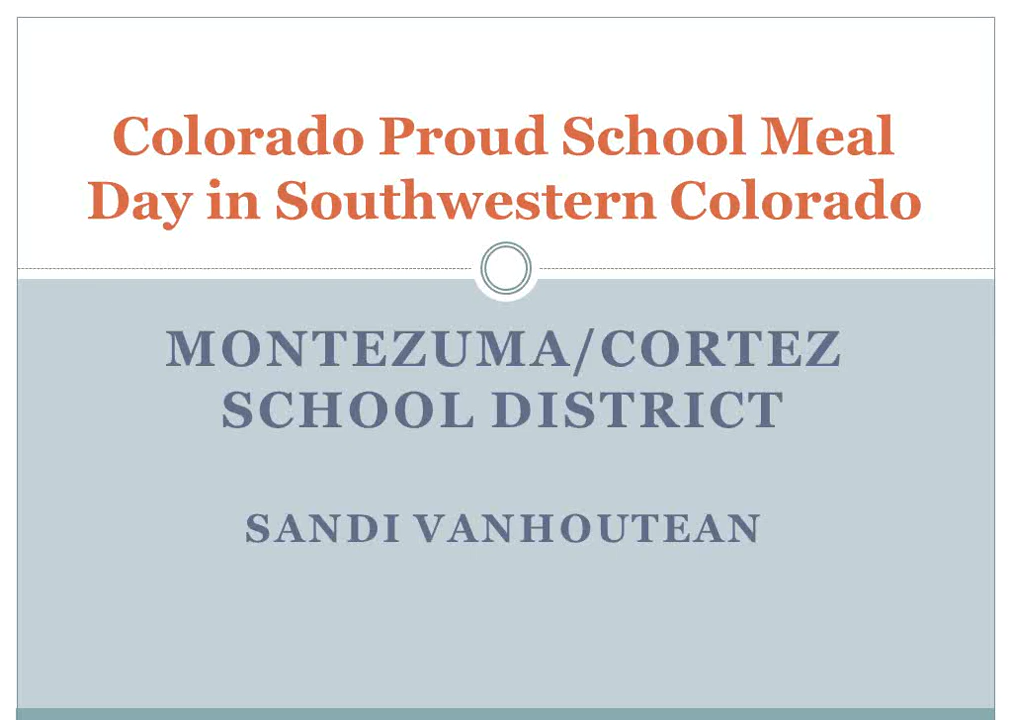 Colorado Proud School Meal
Day in Southwestern Colorado
MONTEZUMA/CORTEZ
SCHOOL DISTRICT
SANDI VANHOUTEAN